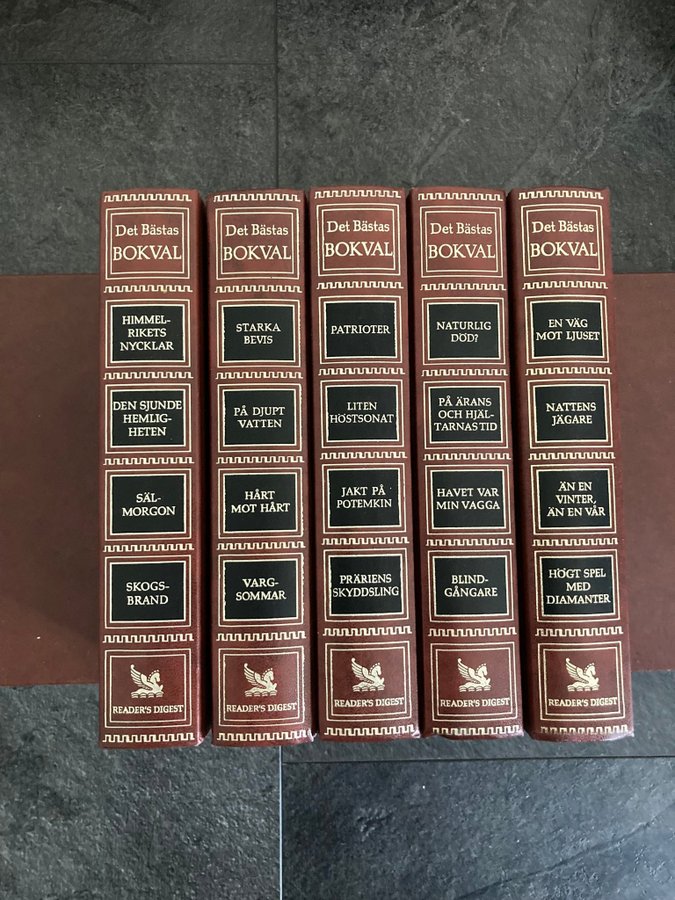 Det Bästas
BOKVAL
HIMMEL-
RIKETS
NYCKLAR
DEN SJUNDE
HEMLIG-
HETEN
SÄL-
MORGON
SKOGS-
BRAND
READER'S DIGEST
Det Bästas
BOKVAL
STARKA
BEVIS
PÅ DJUPT
VATTEN
HÅRT
MOT HÅRT
VARG-
SOMMAR
READER'S DIGEST
Det Bästas
BOKVAL
PATRIOTER
LITEN
HÖSTSONAT
JAKT PÅ
POTEMKIN
PRÄRIENS
SKYDDSLING
READER'S DIGEST
Det Bästas
BOKVAL
NATURLIG
DÖD?
PÅ ÄRANS
OCH HJÄL-
TARNAS TID
HAVET VAR
MIN VAGGA
BLIND-
GÅNGARE
READER'S DIGEST
Det Bästas
BOKVAL
EN VÄG
MOT LJUSET
NATTENS
JÄGARE
ÄN EN
VINTER,
ÄN EN VÅR
HÖGT SPEL
MED
DIAMANTER
READER'S DIGEST